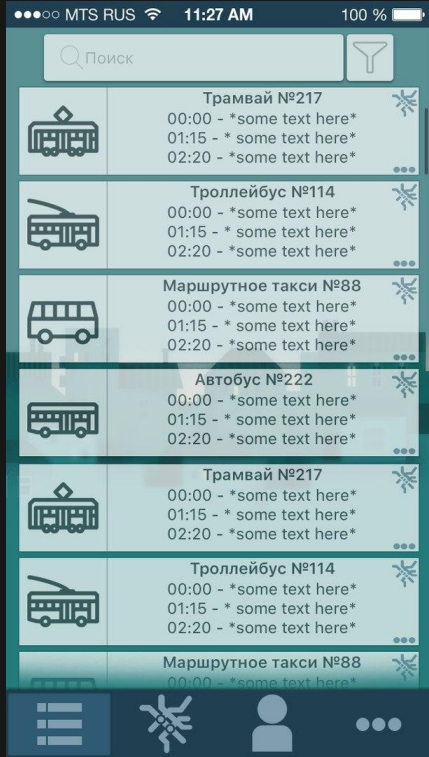 MTS RUS 11:27 AM 100 %
Поиск
Трамвай №217
00:00 - *some text here*
01:15 - * some text here*
02:20 - *some text here*
Троллейбус №114
00:00 - *some text here*
01:15 - * some text here*
02:20 - *some text here*
Маршрутное такси №88
00:00 - *some text here*
01:15 - * some text here*
02:20 - *some text here*
Автобус №222
00:00 - *some text here*
01:15 - * some text here*
02:20 - *some text here*
Трамвай №217
00:00 - *some text here*
01:15 - * some text here*
02:20 - *some text here*
Троллейбус №114
00:00 - *some text here*
01:15 - * some text here*
02:20 - *some text here*
Маршрутное такси №88
00:00 - *some text here*